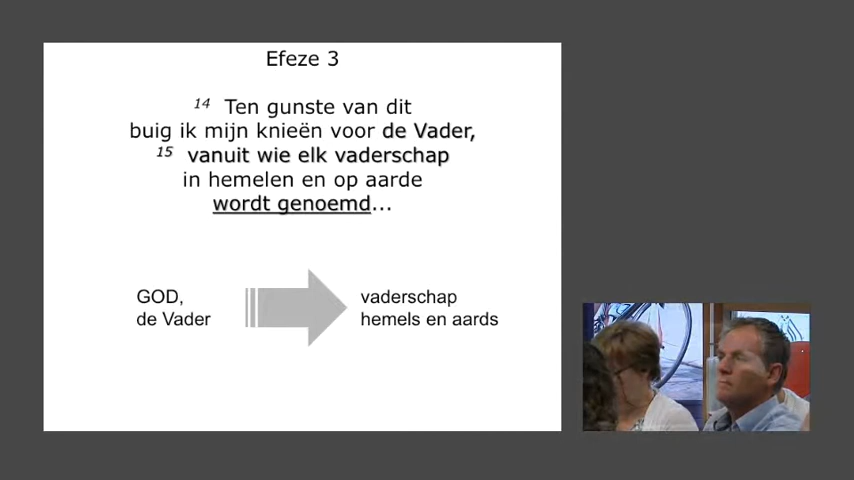 Efeze 3
14 Ten gunste van dit
buig ik mijn knieën voor de Vader,
15 vanuit wie elk vaderschap
in hemelen en op aarde
wordt genoemd...
GOD,
de Vader
vaderschap
hemels en aards